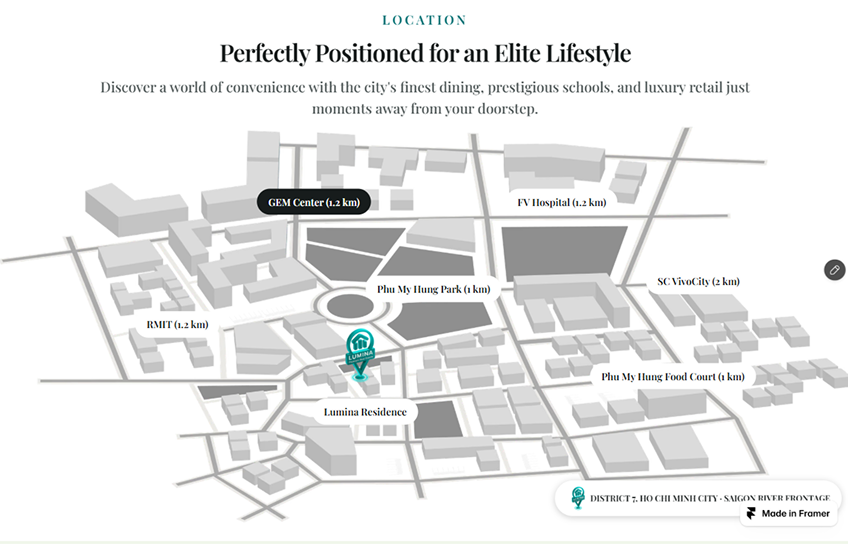 LOCATION
Perfectly Positioned for an Elite Lifestyle
Discover a world of convenience with the city's finest dining, prestigious schools, and luxury retail just
moments away from your doorstep.
GEM Center (1.2 km)
FV Hospital (1.2 km)
SC VivoCity (2 km)
Phu My Hung Park (1 km)
RMIT (1.2 km)
LUMINA
Phu My Hung Food Court (1 km)
Lumina Residence
DISTRICT 7, HO CHI MINH CITY · SAIGON RIVER FRONTAGE
Made in Framer